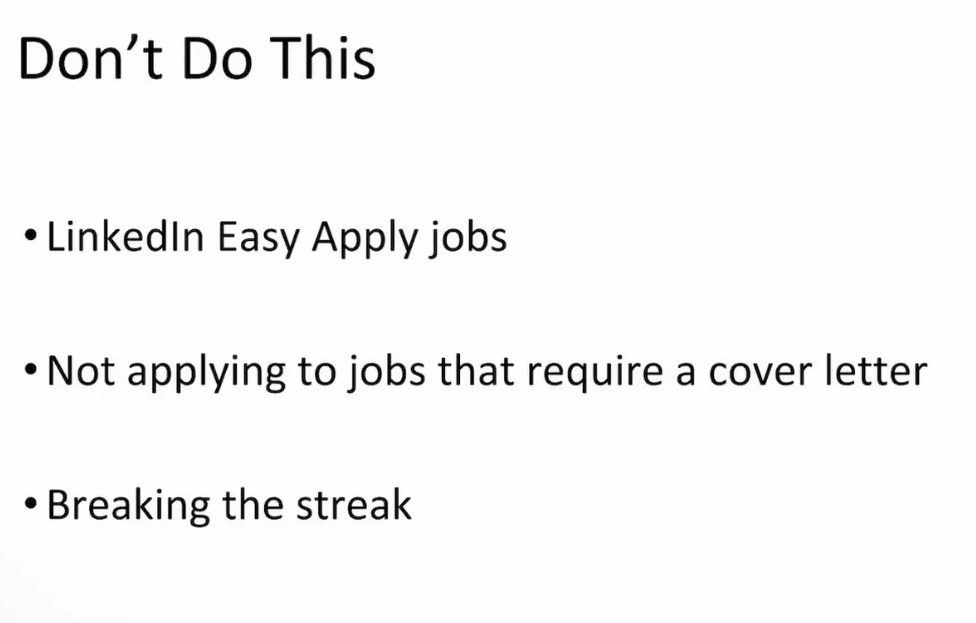 Don’t Do This
• LinkedIn Easy Apply jobs
• Not applying to jobs that require a cover letter
• Breaking the streak